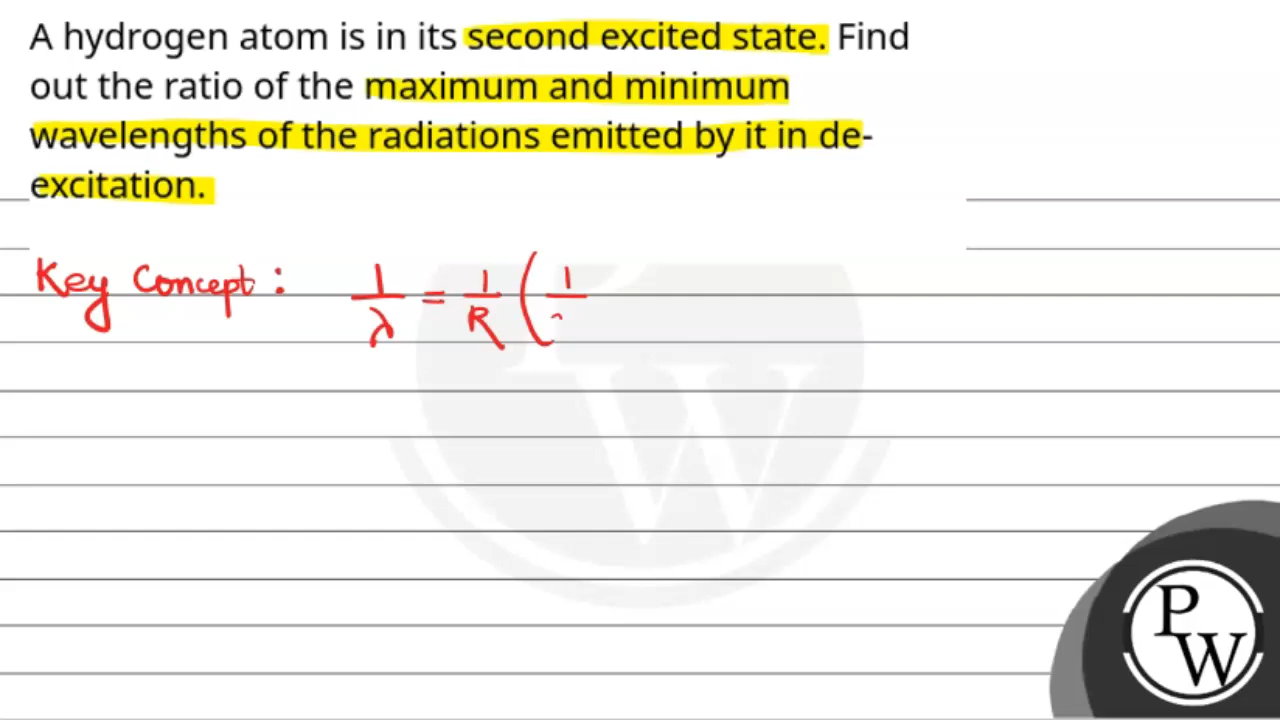 A hydrogen atom is in its second excited state. Find
out the ratio of the maximum and minimum
wavelengths of the radiations emitted by it in de-
excitation.
Key Concept : 1/λ = 1/R ( 1/
P
W